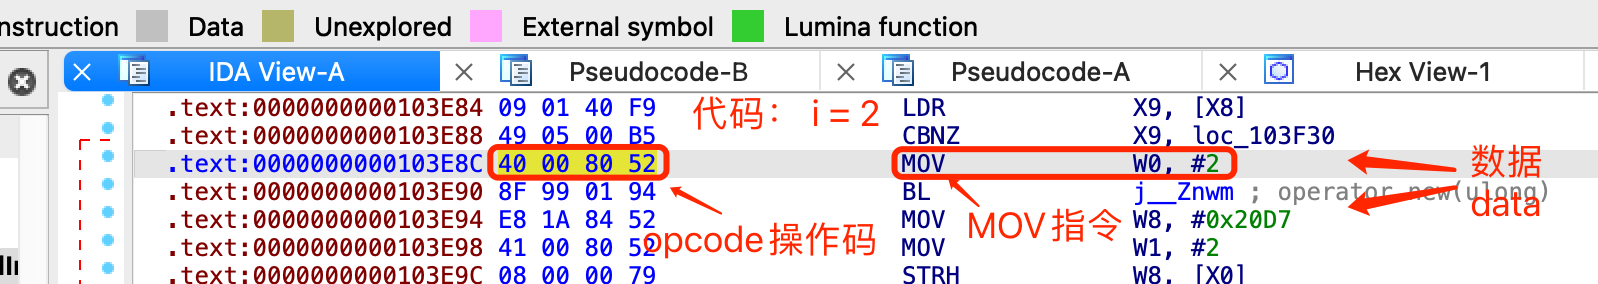 nstruction Data Unexplored External symbol Lumina function
IDA View-A Pseudocode-B Pseudocode-A Hex View-1
.text:0000000000103E84 09 01 40 F9 LDR X9, [X8]
代码： i = 2
.text:0000000000103E88 49 05 00 B5 CBNZ X9, loc_103F30
.text:0000000000103E8C 40 00 80 52 MOV W0, #2
数据
.text:0000000000103E90 8F 99 01 94 BL j__Znwm ; operator new(ulong)
data
.text:0000000000103E94 E8 1A 84 52 MOV W8, #0x20D7
opcode操作码 MOV指令
.text:0000000000103E98 41 00 80 52 MOV W1, #2
.text:0000000000103E9C 08 00 00 79 STRH W8, [X0]